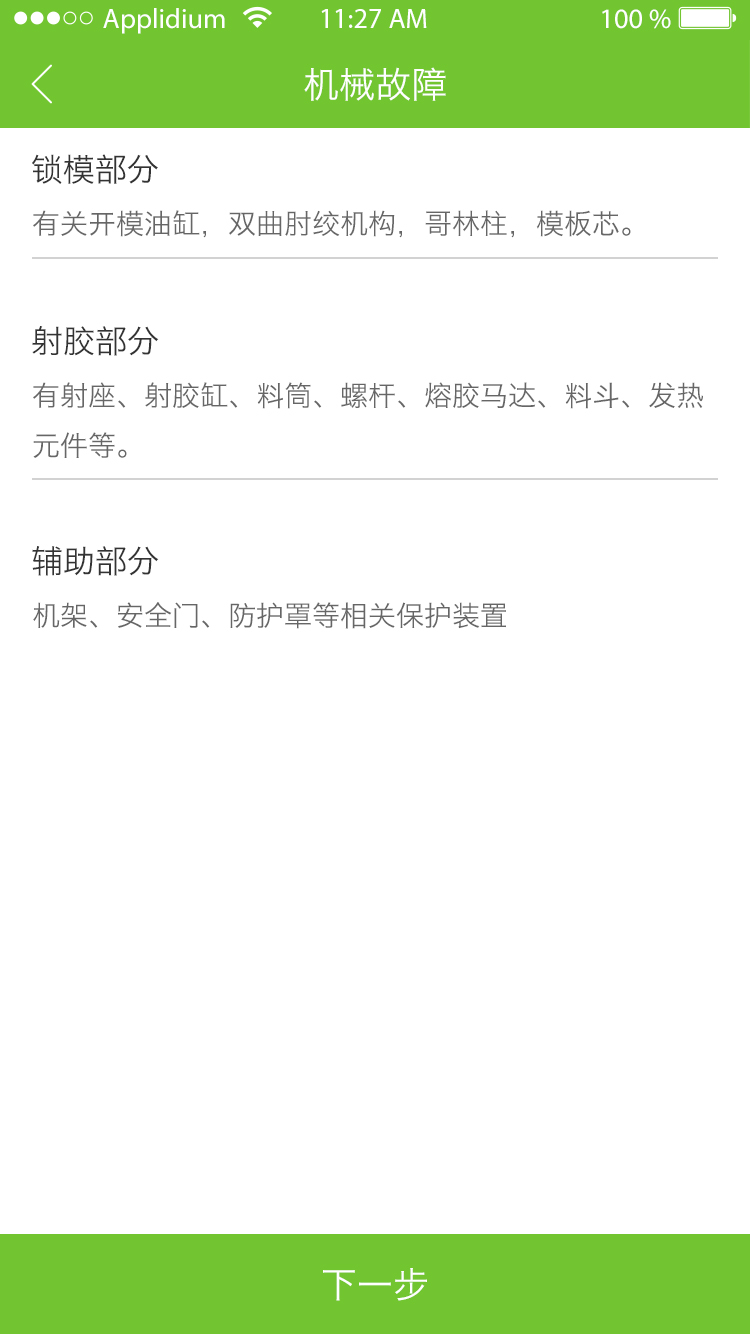 Applidium 11:27 AM 100 %
机械故障
锁模部分
有关开模油缸，双曲肘绞机构，哥林柱，模板芯。
射胶部分
有射座、射胶缸、料筒、螺杆、熔胶马达、料斗、发热
元件等。
辅助部分
机架、安全门、防护罩等相关保护装置
下一步